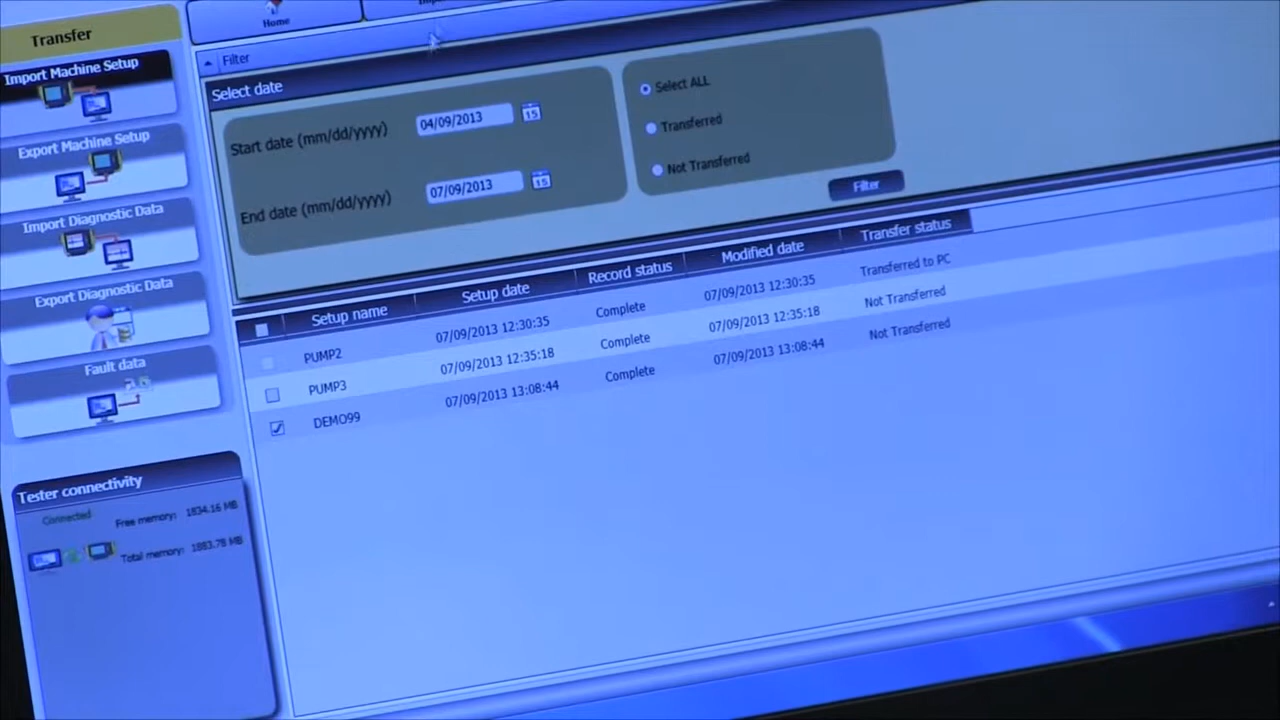 Transfer
Home
Import Machine Setup
Export Machine Setup
Import Diagnostic Data
Export Diagnostic Data
Fault data
Tester connectivity
Connected
Free memory: 1834.16 MB
Total memory: 1883.78 MB
Filter
Select date
Start date (mm/dd/yyyy) 04/09/2013 15
End date (mm/dd/yyyy) 07/09/2013 15
Select ALL
Transferred
Not Transferred
Filter
Setup name Setup date Record status Modified date Transfer status
PUMP2 07/09/2013 12:30:35 Complete 07/09/2013 12:30:35 Transferred to PC
PUMP3 07/09/2013 12:35:18 Complete 07/09/2013 12:35:18 Not Transferred
DEMO99 07/09/2013 13:08:44 Complete 07/09/2013 13:08:44 Not Transferred